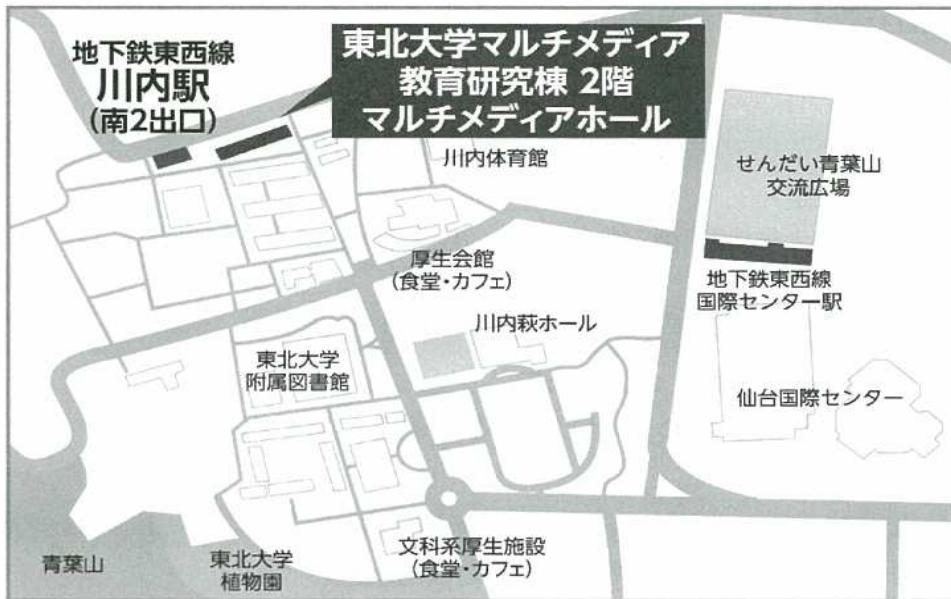 地下鉄東西線
川内駅
(南2出口)
東北大学マルチメディア
教育研究棟 2階
マルチメディアホール
川内体育館
せんだい青葉山
交流広場
厚生会館
(食堂・カフェ)
地下鉄東西線
国際センター駅
川内萩ホール
東北大学
附属図書館
仙台国際センター
青葉山
東北大学
植物園
文科系厚生施設
(食堂・カフェ)